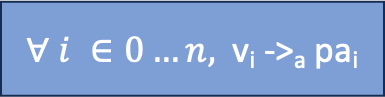 ∀ i ∈ 0 … n, vᵢ ->ₐ paᵢ